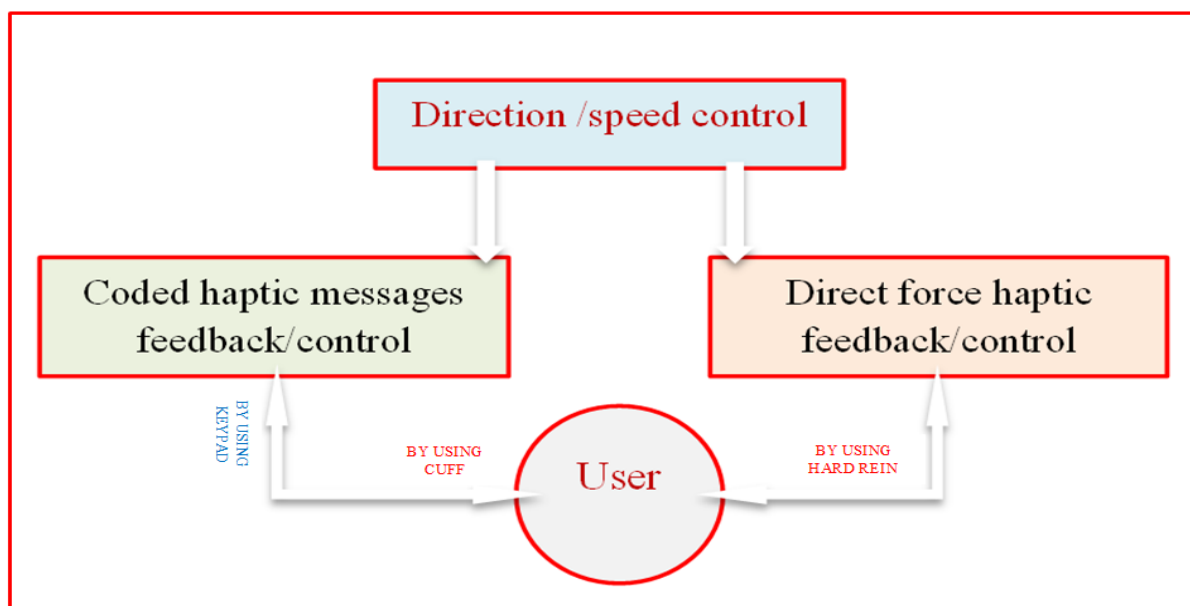 Direction /speed control
Coded haptic messages
feedback/control
Direct force haptic
feedback/control
BY USING
KEYPAD
BY USING
CUFF
User
BY USING
HARD REIN